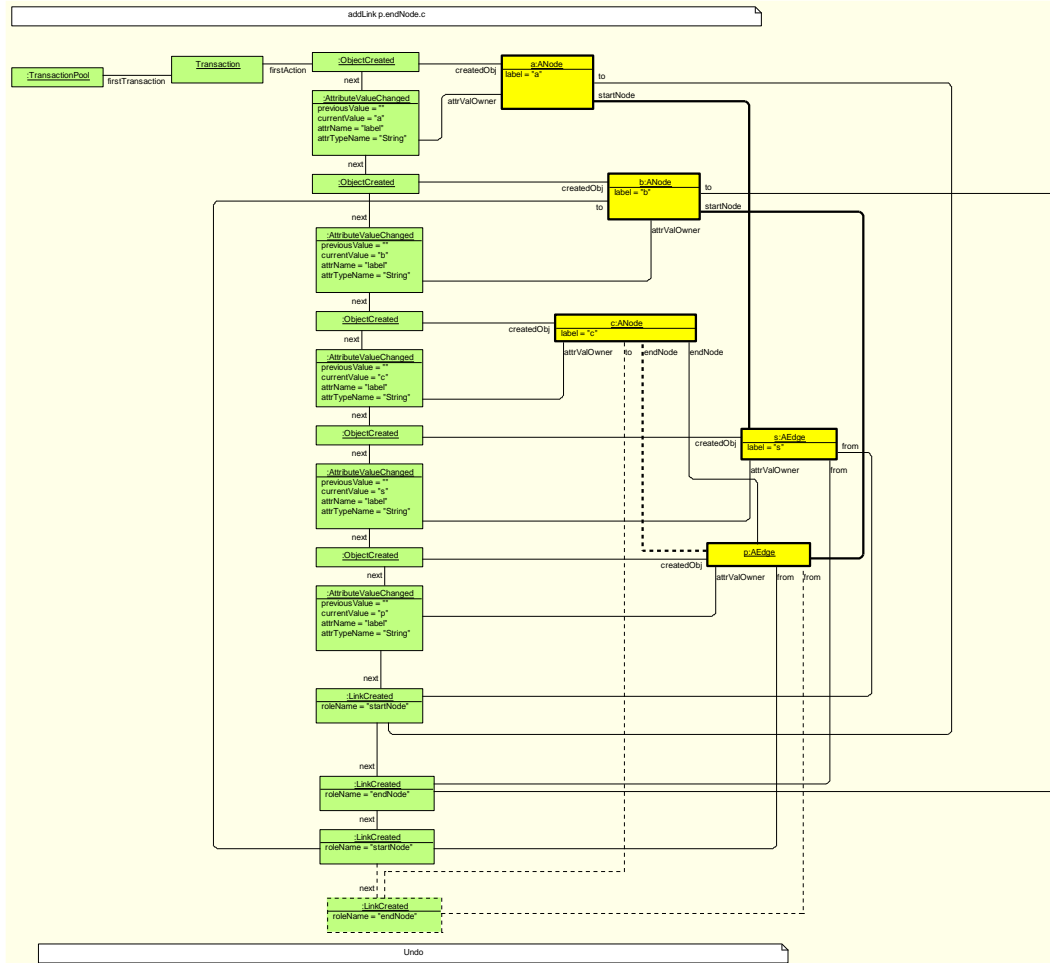 addLink p.endNode.c
:TransactionPool
firstTransaction
Transaction
firstAction
:ObjectCreated
createdObj
a:ANode
label = "a"
to
startNode
next
:AttributeValueChanged
previousValue = ""
currentValue = "a"
attrName = "label"
attrTypeName = "String"
attrValOwner
next
:ObjectCreated
createdObj
to
b:ANode
label = "b"
to
startNode
next
attrValOwner
:AttributeValueChanged
previousValue = ""
currentValue = "b"
attrName = "label"
attrTypeName = "String"
next
:ObjectCreated
createdObj
c:ANode
label = "c"
next
attrValOwner
to
endNode
endNode
:AttributeValueChanged
previousValue = ""
currentValue = "c"
attrName = "label"
attrTypeName = "String"
next
:ObjectCreated
createdObj
s:AEdge
label = "s"
from
next
attrValOwner
from
:AttributeValueChanged
previousValue = ""
currentValue = "s"
attrName = "label"
attrTypeName = "String"
next
:ObjectCreated
createdObj
p:AEdge
next
attrValOwner
from
from
:AttributeValueChanged
previousValue = ""
currentValue = "p"
attrName = "label"
attrTypeName = "String"
next
:LinkCreated
roleName = "startNode"
next
:LinkCreated
roleName = "endNode"
next
:LinkCreated
roleName = "startNode"
next
:LinkCreated
roleName = "endNode"
Undo